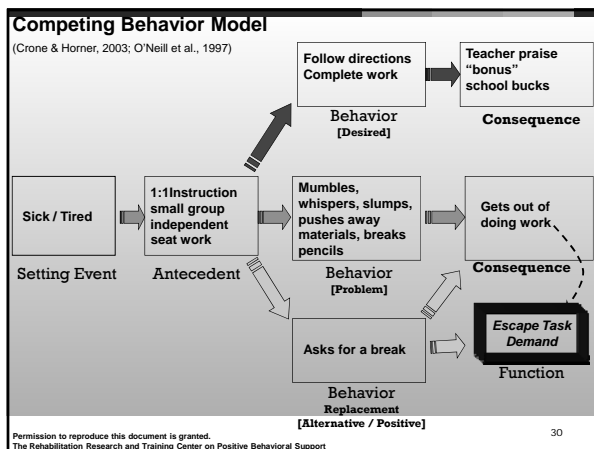 Competing Behavior Model
(Crone & Horner, 2003; O'Neill et al., 1997)
Follow directions
Complete work
Behavior
[Desired]
Teacher praise
“bonus”
school bucks
Consequence
Sick / Tired
Setting Event
1:1Instruction
small group
independent
seat work
Antecedent
Mumbles,
whispers, slumps,
pushes away
materials, breaks
pencils
Behavior
[Problem]
Gets out of
doing work
Consequence
Asks for a break
Behavior
Replacement
[Alternative / Positive]
Escape Task
Demand
Function
Permission to reproduce this document is granted.
The Rehabilitation Research and Training Center on Positive Behavioral Support
30